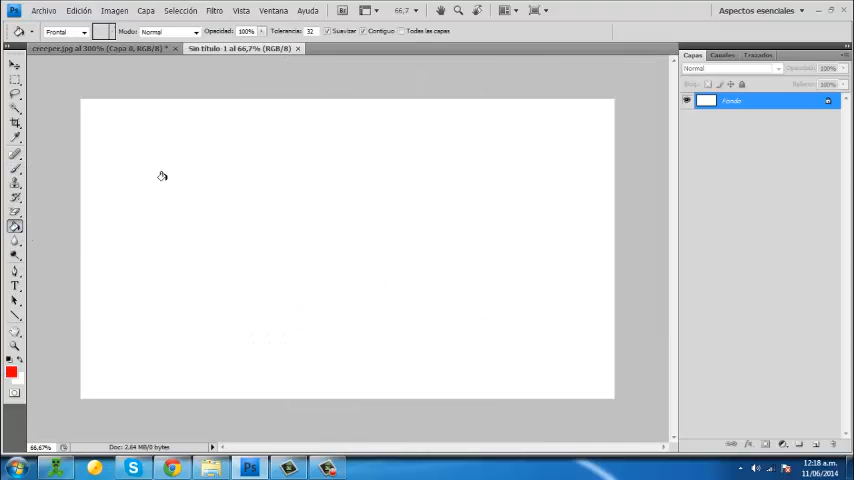 Ps Archivo Edición Imagen Capa Selección Filtro Vista Ventana Ayuda Br 66,7 Aspectos esenciales
Frontal Modo: Normal Opacidad: 100% Tolerancia: 32 Suavizar Contiguo Todas las capas
creeper.jpg al 300% (Capa 0, RGB/8) * × Sin título-1 al 66,7% (RGB/8) ×
Capas Canales Trazados
Normal Opacidad: 100%
Bloq.: Relleno: 100%
Fondo
T
66,67% Doc: 2.64 MB/0 bytes
Ps
12:18 a.m.
11/06/2014